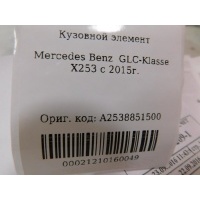 Кузовной элемент
Mercedes Benz GLC-Klasse
X253 с 2015г.
Ориг. код: A2538851500
00021210160049